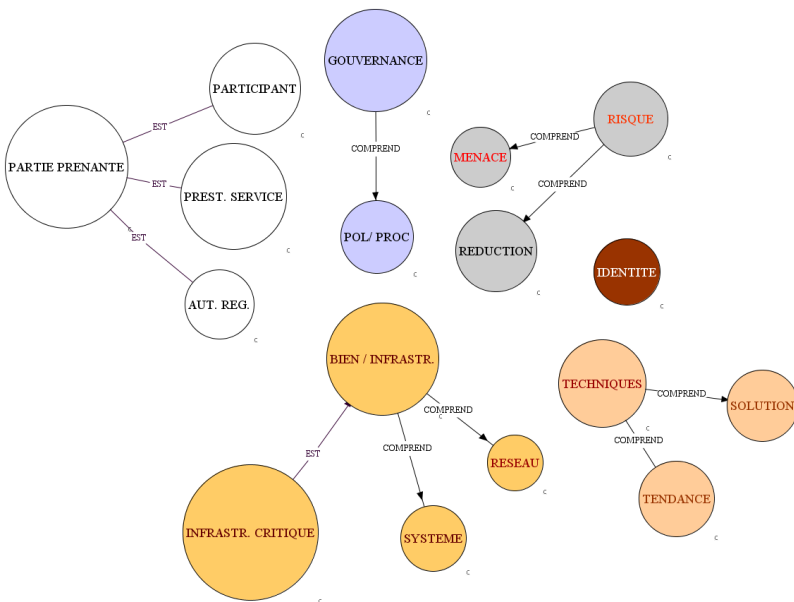 GOUVERNANCE
PARTICIPANT
C
C
EST
RISQUE
COMPREND
COMPREND
MENACE
C
PARTIE PRENANTE
EST
COMPREND
C
PREST. SERVICE
C
EST
POL/ PROC
REDUCTION
C
C
IDENTITE
C
C
AUT. REG.
C
BIEN / INFRASTR.
TECHNIQUES
COMPREND
SOLUTION
COMPREND
C
C
COMPREND
COMPREND
EST
RESEAU
C
TENDANCE
C
INFRASTR. CRITIQUE
SYSTEME
C
C